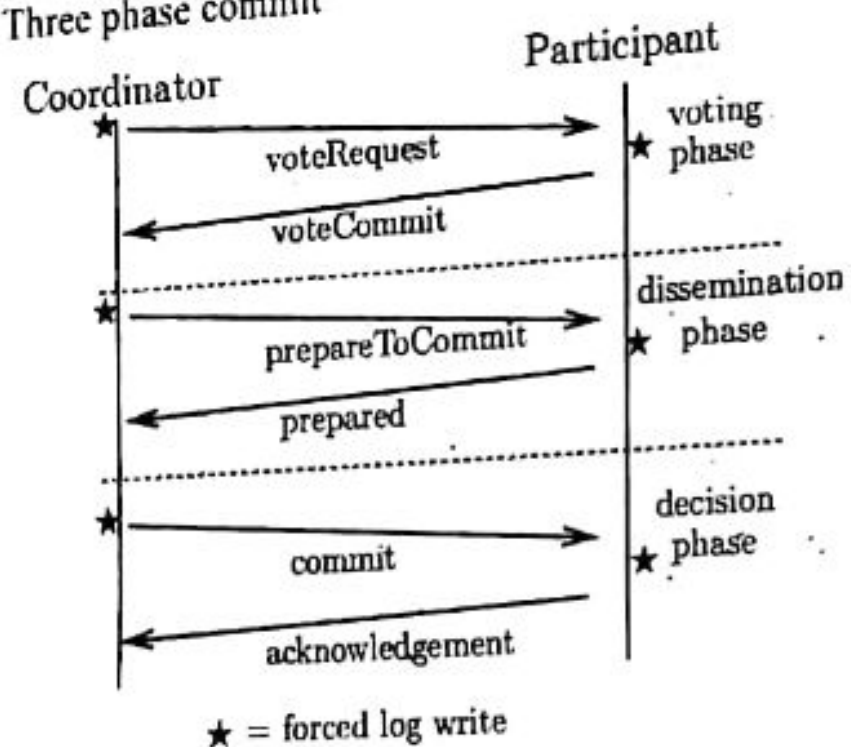 Three phase commit
Coordinator
Participant
voteRequest
voting
phase
voteCommit
dissemination
phase
prepareToCommit
prepared
decision
phase
commit
acknowledgement
★ = forced log write